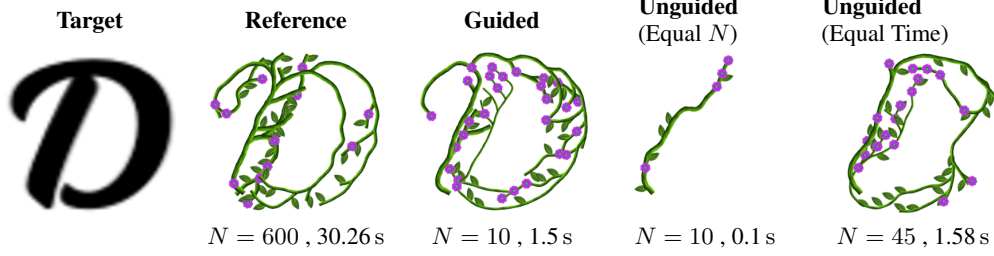 Target
Reference
Guided
Unguided
(Equal N)
Unguided
(Equal Time)
D
N = 600 , 30.26 s
N = 10 , 1.5 s
N = 10 , 0.1 s
N = 45 , 1.58 s